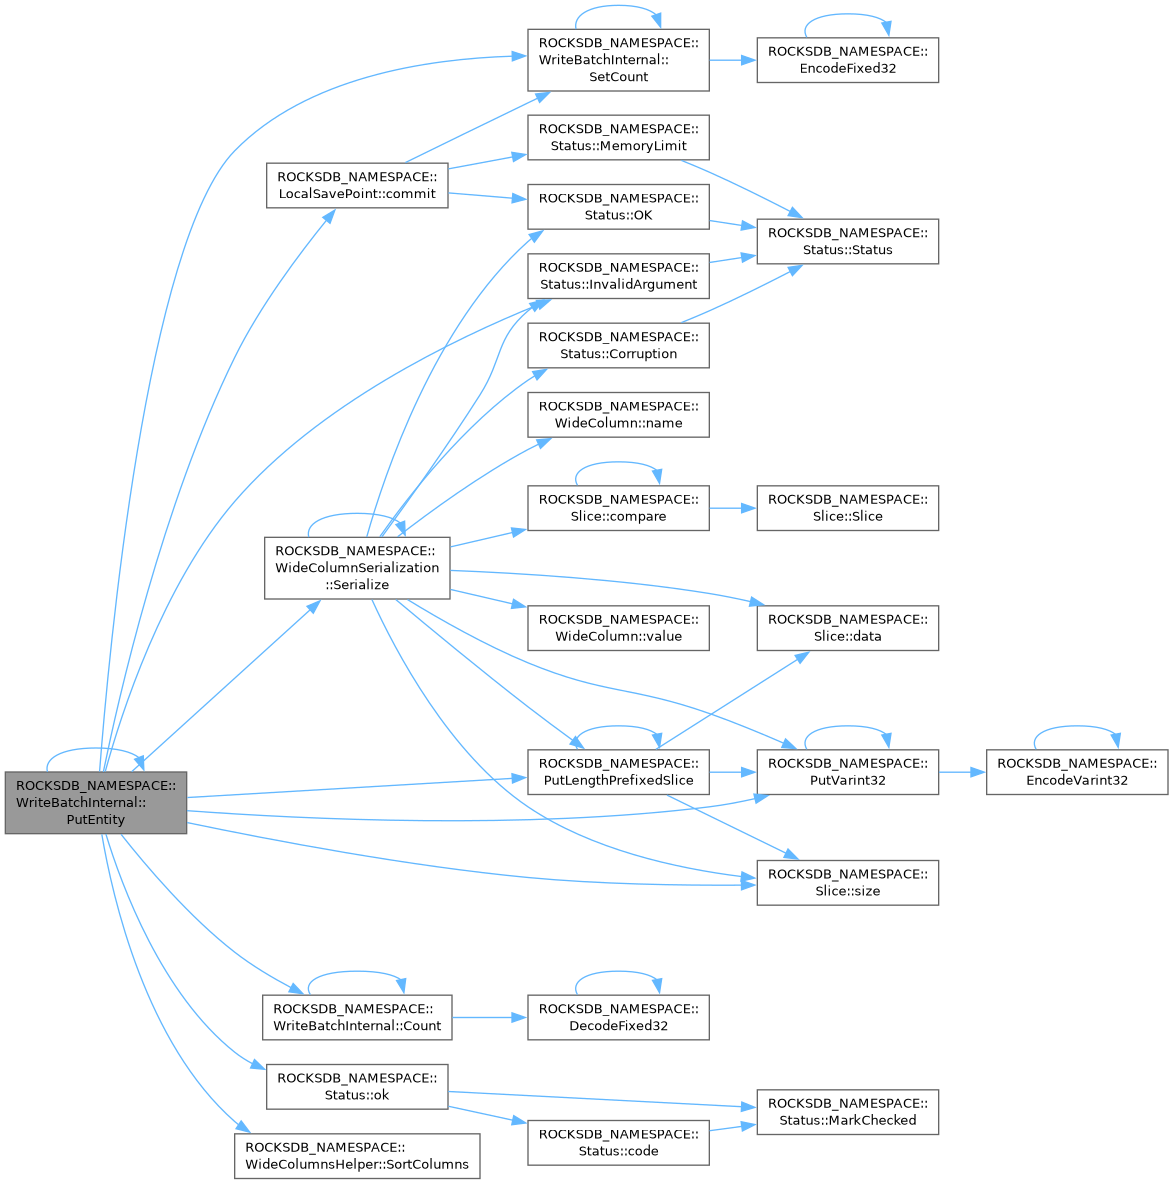 ROCKSDB_NAMESPACE::
WriteBatchInternal::
PutEntity
ROCKSDB_NAMESPACE::
LocalSavePoint::commit
ROCKSDB_NAMESPACE::
WideColumnSerialization
::Serialize
ROCKSDB_NAMESPACE::
WriteBatchInternal::Count
ROCKSDB_NAMESPACE::
Status::ok
ROCKSDB_NAMESPACE::
WideColumnsHelper::SortColumns
ROCKSDB_NAMESPACE::
WriteBatchInternal::
SetCount
ROCKSDB_NAMESPACE::
Status::MemoryLimit
ROCKSDB_NAMESPACE::
Status::OK
ROCKSDB_NAMESPACE::
Status::InvalidArgument
ROCKSDB_NAMESPACE::
Status::Corruption
ROCKSDB_NAMESPACE::
WideColumn::name
ROCKSDB_NAMESPACE::
Slice::compare
ROCKSDB_NAMESPACE::
WideColumn::value
ROCKSDB_NAMESPACE::
PutLengthPrefixedSlice
ROCKSDB_NAMESPACE::
DecodeFixed32
ROCKSDB_NAMESPACE::
Status::code
ROCKSDB_NAMESPACE::
EncodeFixed32
ROCKSDB_NAMESPACE::
Status::Status
ROCKSDB_NAMESPACE::
Slice::Slice
ROCKSDB_NAMESPACE::
Slice::data
ROCKSDB_NAMESPACE::
PutVarint32
ROCKSDB_NAMESPACE::
Slice::size
ROCKSDB_NAMESPACE::
Status::MarkChecked
ROCKSDB_NAMESPACE::
EncodeVarint32